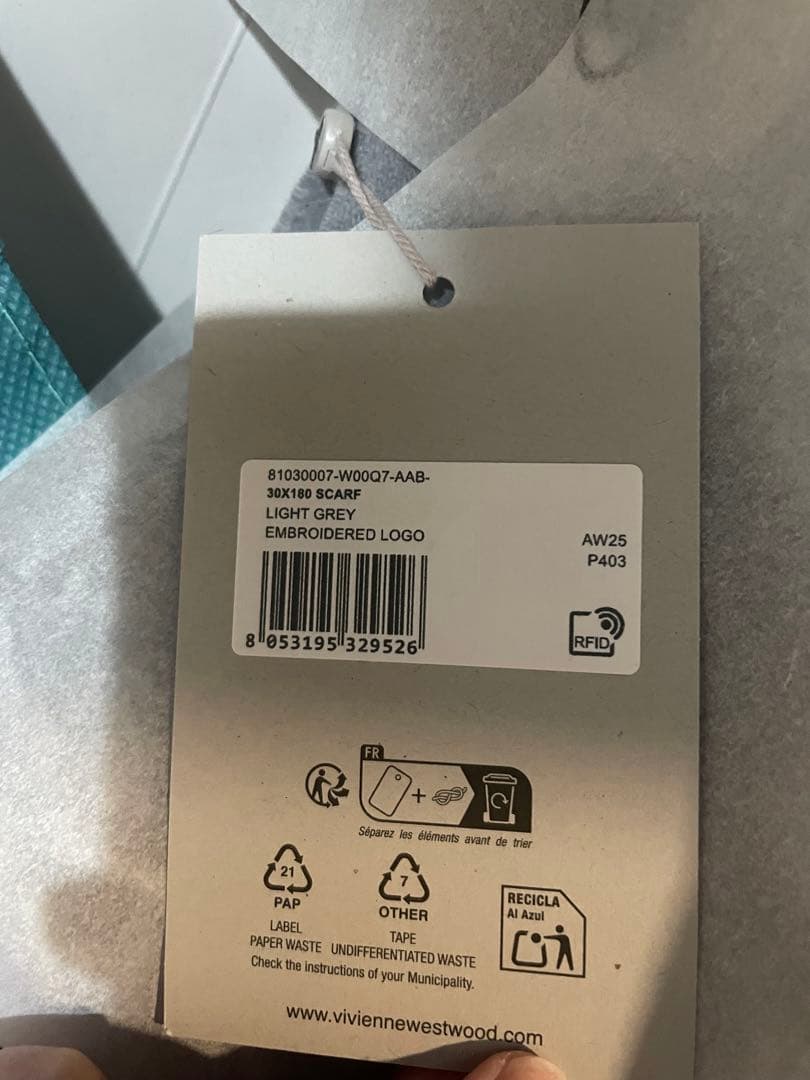 81030007-W00Q7-AAB-
30X180 SCARF
LIGHT GREY
EMBROIDERED LOGO
AW25
P403
8 053195 329526
RFID
FR
Séparez les éléments avant de trier
21
PAP
LABEL
PAPER WASTE
7
OTHER
TAPE
UNDIFFERENTIATED WASTE
Check the instructions of your Municipality.
RECICLA
Al Azul
www.viviennewestwood.com